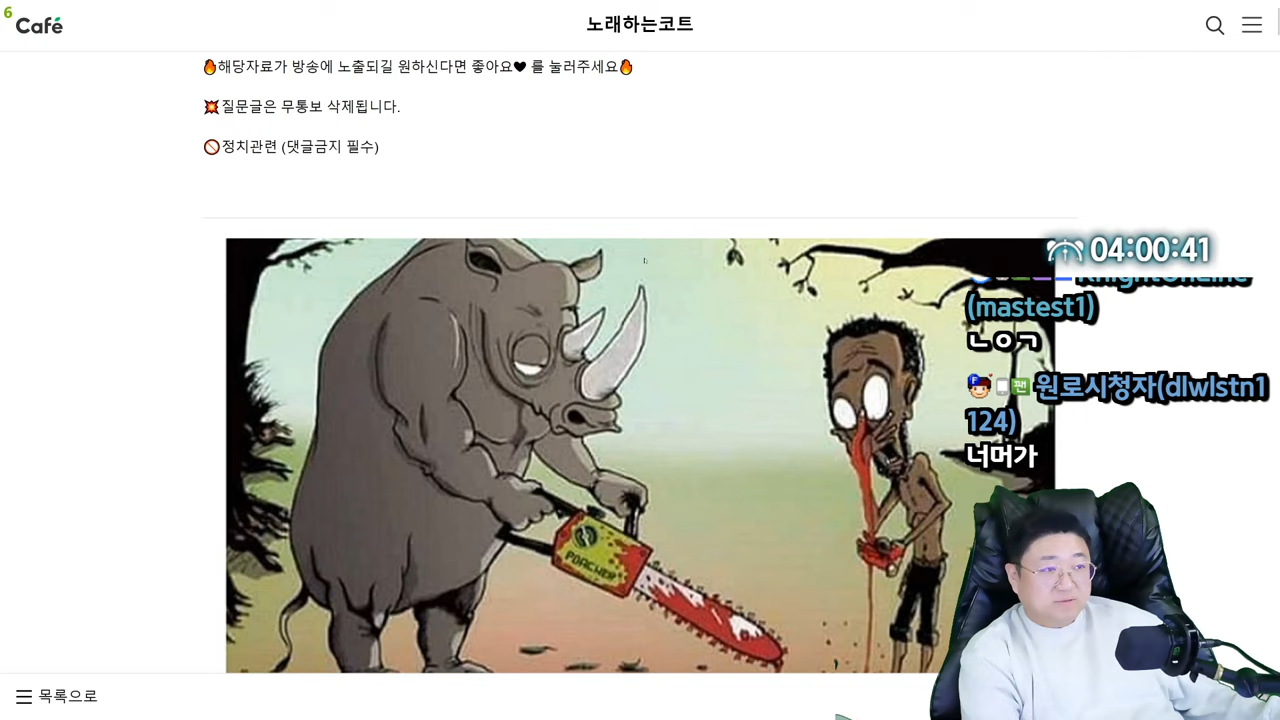 6
Café
노래하는코트
🔥해당자료가 방송에 노출되길 원하신다면 좋아요🖤 를 눌러주세요🔥
💥질문글은 무통보 삭제됩니다.
🚫정치관련 (댓글금지 필수)
04:00:41
KnightOnLine
(mastest1)
ㄴㅇㄱ
원로시청자(dlwlstn1
124)
너머가
POACHER
목록으로